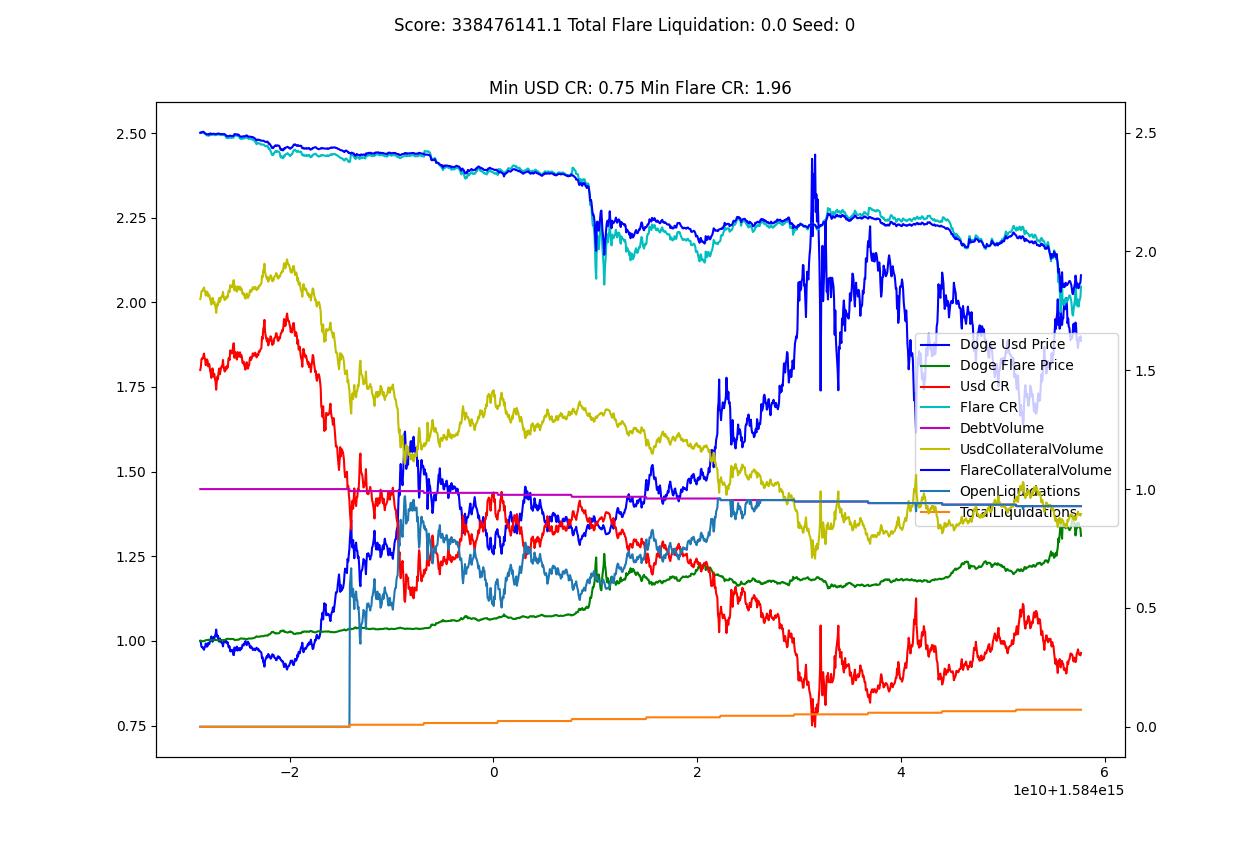 Score: 338476141.1 Total Flare Liquidation: 0.0 Seed: 0
Min USD CR: 0.75 Min Flare CR: 1.96
2.50
2.25
2.00
1.75
1.50
1.25
1.00
0.75
2.5
2.0
1.5
1.0
0.5
0.0
Doge Usd Price
Doge Flare Price
Usd CR
Flare CR
DebtVolume
UsdCollateralVolume
FlareCollateralVolume
OpenLiquidations
TotalLiquidations
−2 0 2 4 6
1e10+1.584e15